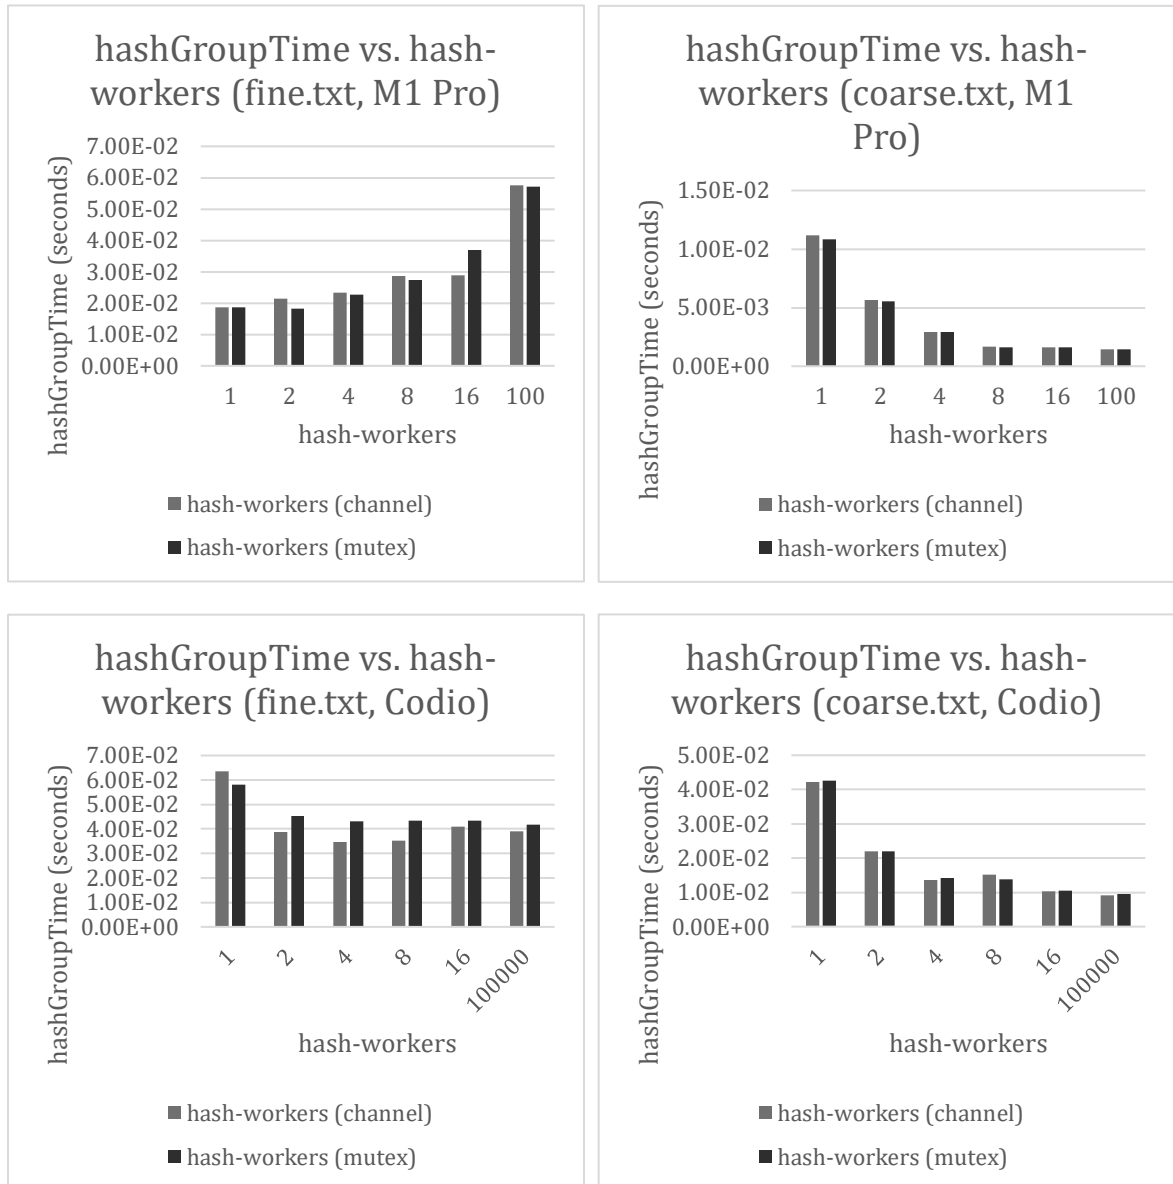 hashGroupTime vs. hash-
workers (fine.txt, M1 Pro)
hashGroupTime (seconds)
7.00E-02
6.00E-02
5.00E-02
4.00E-02
3.00E-02
2.00E-02
1.00E-02
0.00E+00
1 2 4 8 16 100
hash-workers
hash-workers (channel)
hash-workers (mutex)
hashGroupTime vs. hash-
workers (coarse.txt, M1
Pro)
hashGroupTime (seconds)
1.50E-02
1.00E-02
5.00E-03
0.00E+00
1 2 4 8 16 100
hash-workers
hash-workers (channel)
hash-workers (mutex)
hashGroupTime vs. hash-
workers (fine.txt, Codio)
hashGroupTime (seconds)
7.00E-02
6.00E-02
5.00E-02
4.00E-02
3.00E-02
2.00E-02
1.00E-02
0.00E+00
1 2 4 8 16 100000
hash-workers
hash-workers (channel)
hash-workers (mutex)
hashGroupTime vs. hash-
workers (coarse.txt, Codio)
hashGroupTime (seconds)
5.00E-02
4.00E-02
3.00E-02
2.00E-02
1.00E-02
0.00E+00
1 2 4 8 16 100000
hash-workers
hash-workers (channel)
hash-workers (mutex)